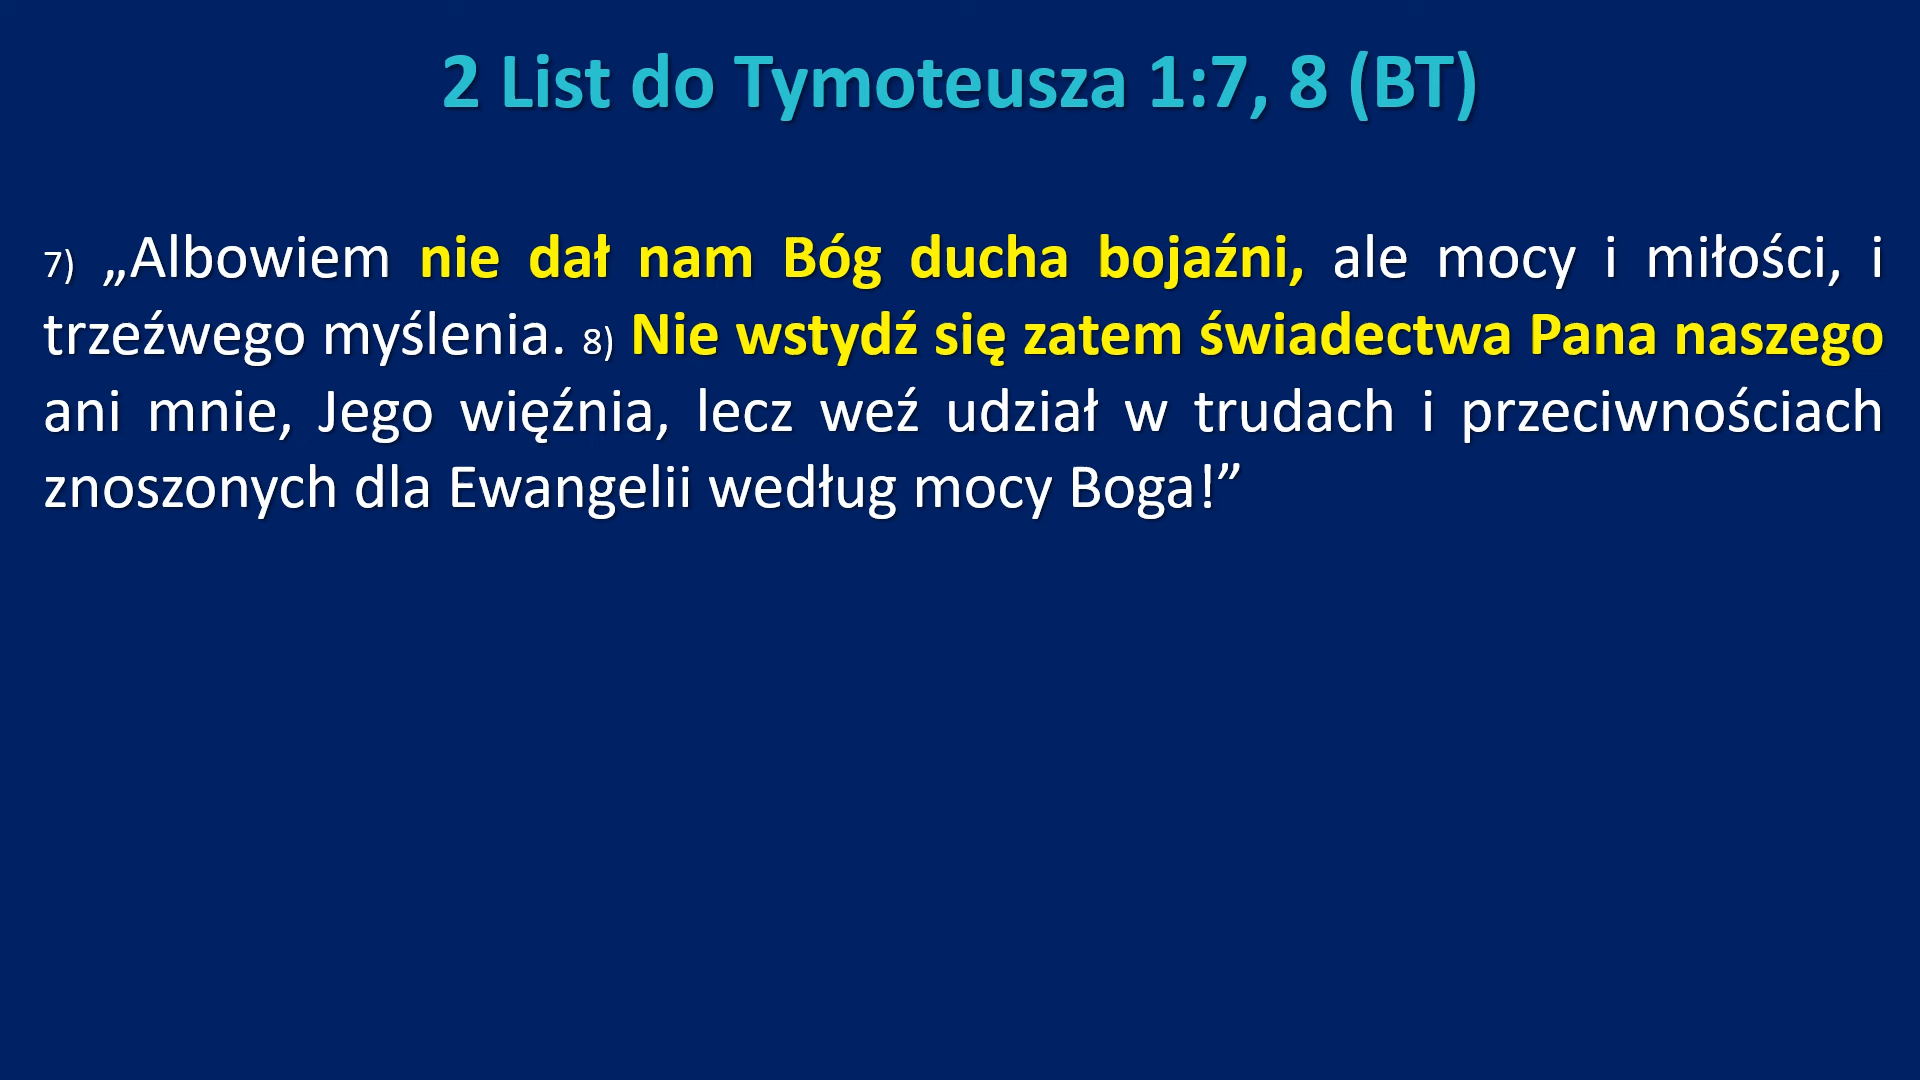 2 List do Tymoteusza 1:7, 8 (BT)
7) „Albowiem nie dał nam Bóg ducha bojaźni, ale mocy i miłości, i
trzeźwego myślenia. 8) Nie wstydź się zatem świadectwa Pana naszego
ani mnie, Jego więźnia, lecz weź udział w trudach i przeciwnościach
znoszonych dla Ewangelii według mocy Boga!”